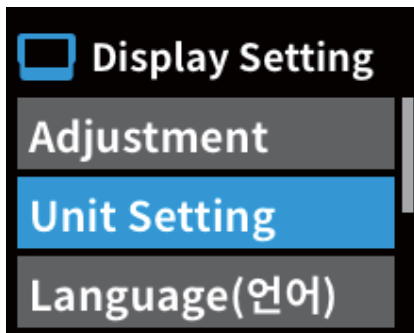 Display Setting
Adjustment
Unit Setting
Language(언어)